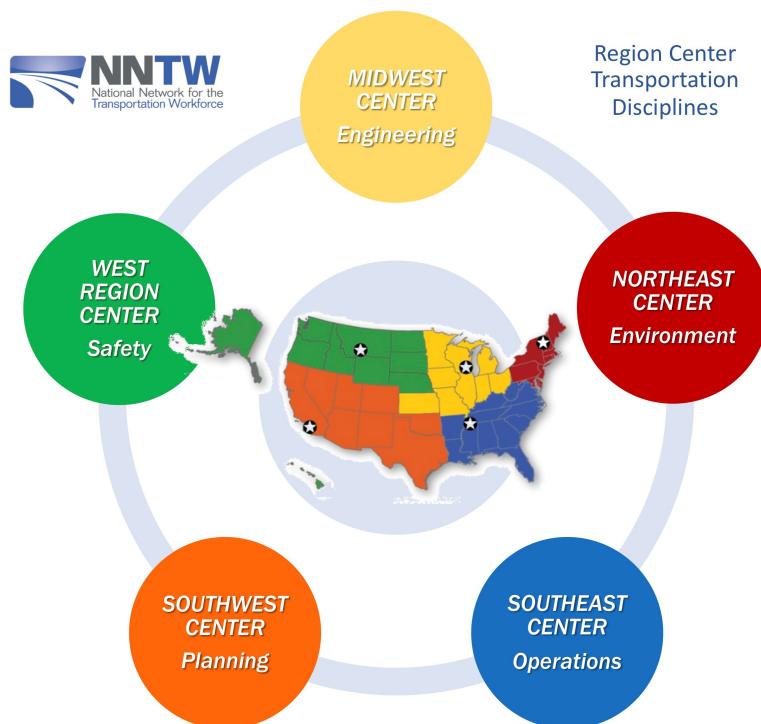 NNTW
National Network for the
Transportation Workforce
Region Center
Transportation
Disciplines
MIDWEST
CENTER
Engineering
NORTHEAST
CENTER
Environment
SOUTHEAST
CENTER
Operations
SOUTHWEST
CENTER
Planning
WEST
REGION
CENTER
Safety